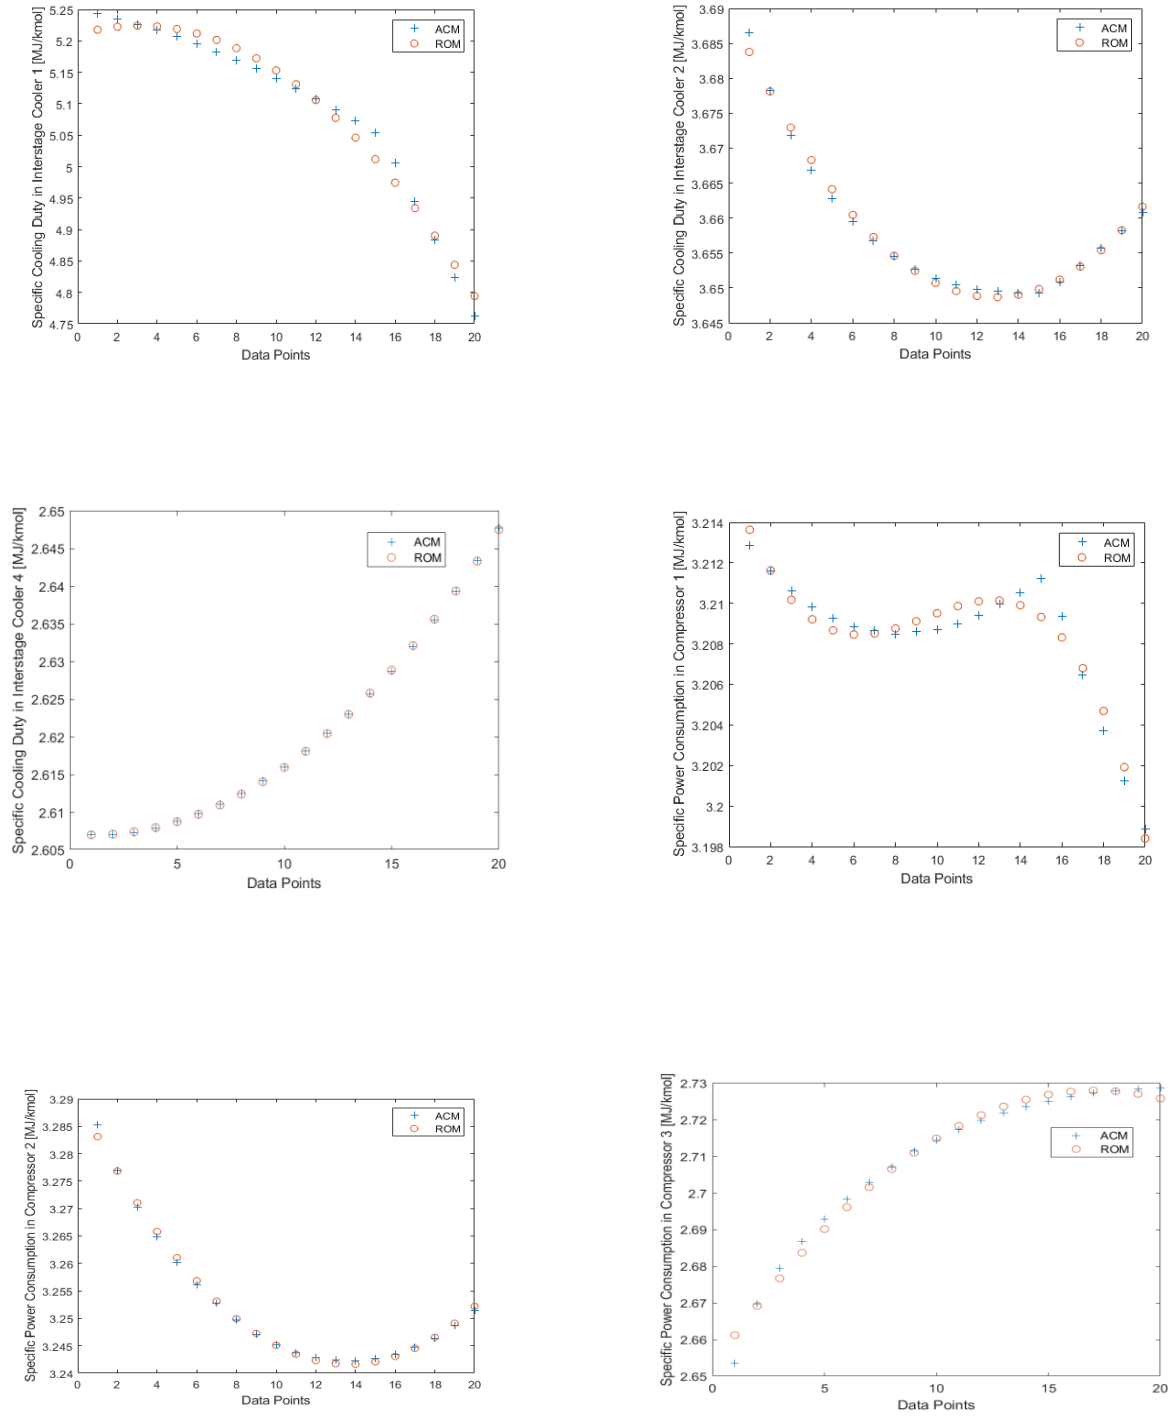 Specific Cooling Duty in Interstage Cooler 1 [MJ/kmol]
5.25
5.2
5.15
5.1
5.05
5
4.95
4.9
4.85
4.8
4.75
0 2 4 6 8 10 12 14 16 18 20
Data Points
ACM
ROM
Specific Cooling Duty in Interstage Cooler 2 [MJ/kmol]
3.69
3.685
3.68
3.675
3.67
3.665
3.66
3.655
3.65
3.645
0 2 4 6 8 10 12 14 16 18 20
Data Points
ACM
ROM
Specific Cooling Duty in Interstage Cooler 4 [MJ/kmol]
2.65
2.645
2.64
2.635
2.63
2.625
2.62
2.615
2.61
2.605
0 5 10 15 20
Data Points
ACM
ROM
Specific Power Consumption in Compressor 1 [MJ/kmol]
3.214
3.212
3.21
3.208
3.206
3.204
3.202
3.2
3.198
0 2 4 6 8 10 12 14 16 18 20
Data Points
ACM
ROM
Specific Power Consumption in Compressor 2 [MJ/kmol]
3.29
3.285
3.28
3.275
3.27
3.265
3.26
3.255
3.25
3.245
3.24
0 2 4 6 8 10 12 14 16 18 20
Data Points
ACM
ROM
Specific Power Consumption in Compressor 3 [MJ/kmol]
2.73
2.72
2.71
2.7
2.69
2.68
2.67
2.66
2.65
0 5 10 15 20
Data Points
ACM
ROM